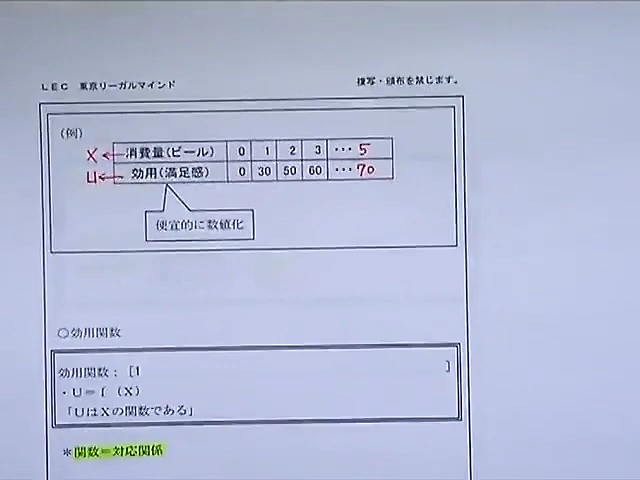 LEC 東京リーガルマインド 複写・頒布を禁じます。
(例)
X ← 消費量(ビール) 0 1 2 3 … 5
U ← 効用(満足感) 0 30 50 60 … 70
便宜的に数値化
○効用関数
効用関数：[1 ]
・U＝f (X)
「UはXの関数である」
＊関数＝対応関係